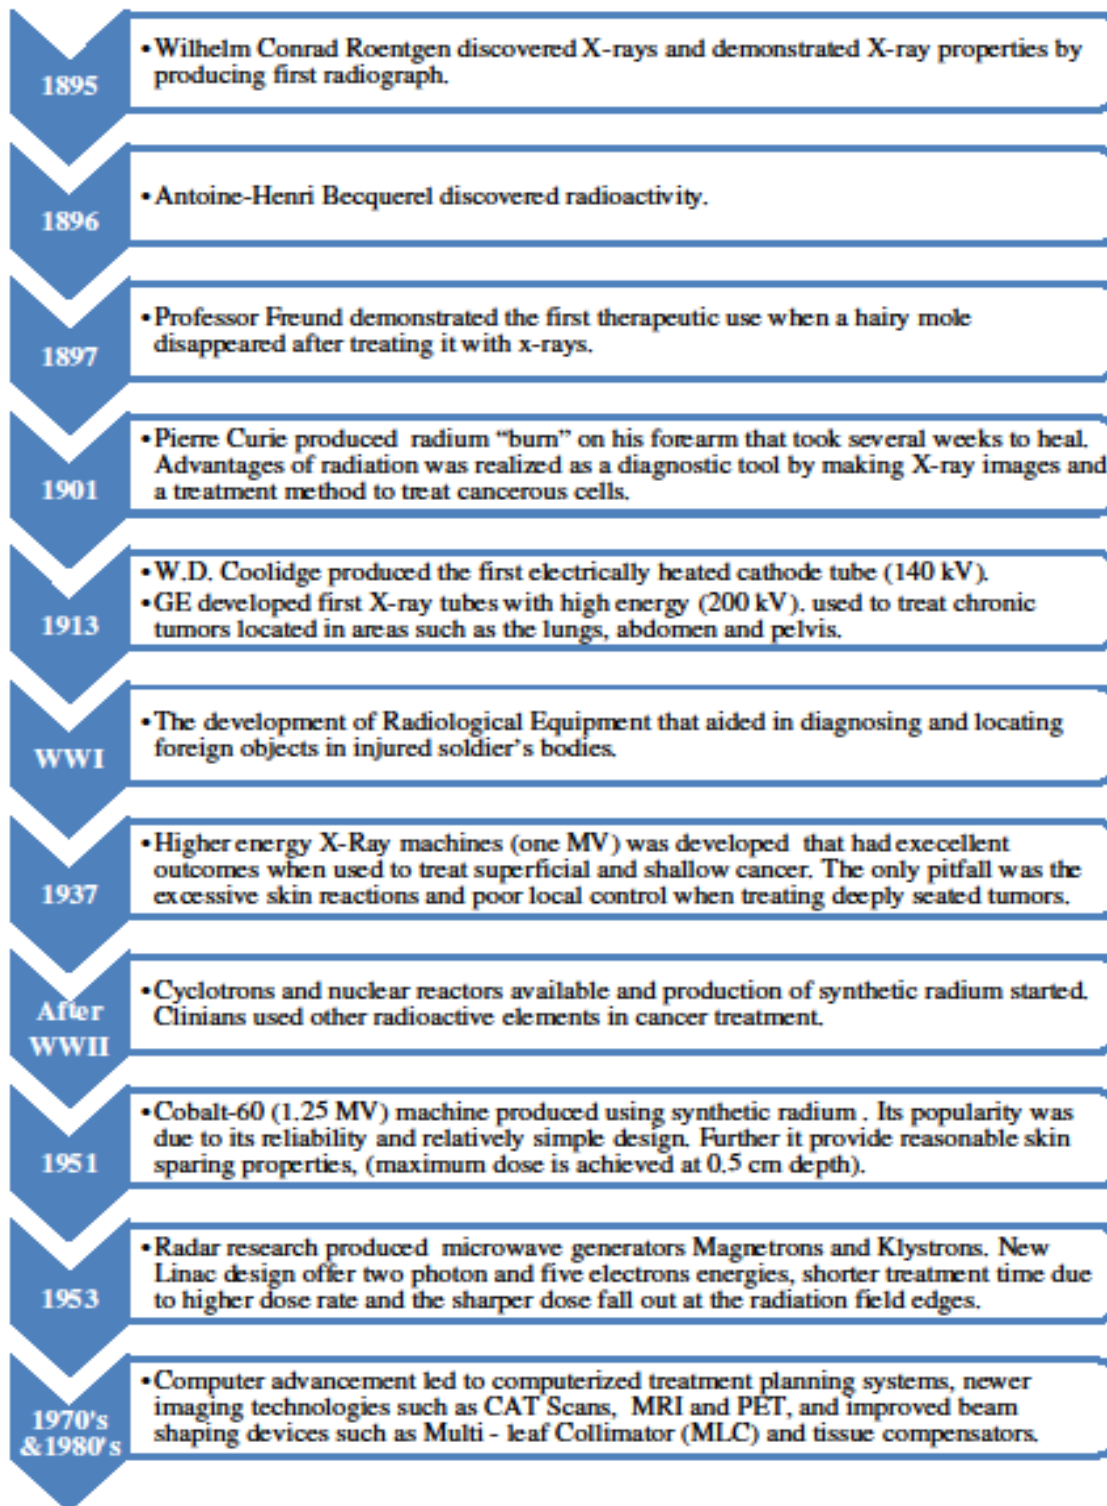 1895
•Wilhelm Conrad Roentgen discovered X-rays and demonstrated X-ray properties by
producing first radiograph.
1896
•Antoine-Henri Becquerel discovered radioactivity.
1897
•Professor Freund demonstrated the first therapeutic use when a hairy mole
disappeared after treating it with x-rays.
1901
•Pierre Curie produced radium “burn” on his forearm that took several weeks to heal.
Advantages of radiation was realized as a diagnostic tool by making X-ray images and
a treatment method to treat cancerous cells.
1913
•W.D. Coolidge produced the first electrically heated cathode tube (140 kV).
•GE developed first X-ray tubes with high energy (200 kV). used to treat chronic
tumors located in areas such as the lungs, abdomen and pelvis.
WWI
•The development of Radiological Equipment that aided in diagnosing and locating
foreign objects in injured soldier’s bodies.
1937
•Higher energy X-Ray machines (one MV) was developed that had execellent
outcomes when used to treat superficial and shallow cancer. The only pitfall was the
excessive skin reactions and poor local control when treating deeply seated tumors.
After
WWII
•Cyclotrons and nuclear reactors available and production of synthetic radium started.
Clinians used other radioactive elements in cancer treatment.
1951
•Cobalt-60 (1.25 MV) machine produced using synthetic radium . Its popularity was
due to its reliability and relatively simple design. Further it provide reasonable skin
sparing properties, (maximum dose is achieved at 0.5 cm depth).
1953
•Radar research produced microwave generators Magnetrons and Klystrons. New
Linac design offer two photon and five electrons energies, shorter treatment time due
to higher dose rate and the sharper dose fall out at the radiation field edges.
1970's
&1980's
•Computer advancement led to computerized treatment planning systems, newer
imaging technologies such as CAT Scans, MRI and PET, and improved beam
shaping devices such as Multi - leaf Collimator (MLC) and tissue compensators.